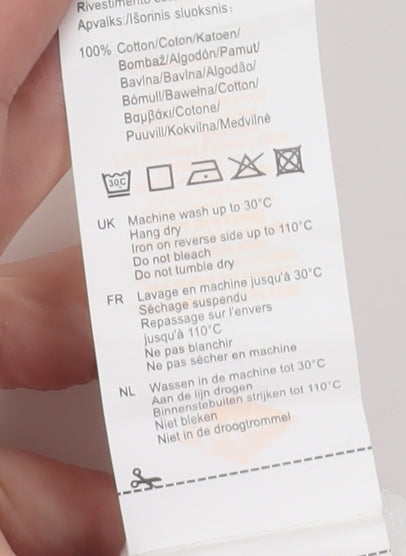 Rivestimento
Apvalks:/Išorinis sluoksnis:
100% Cotton/Coton/Katoen/
Bombaž/Algodón/Pamut/
Bavlna/Bavlna/Algodão/
Bómull/Bawełna/Cotton/
Βαμβάκι/Cotone/
Puuvill/Kokvilna/Medvilnė
30C
UK Machine wash up to 30°C
Hang dry
Iron on reverse side up to 110°C
Do not bleach
Do not tumble dry
FR Lavage en machine jusqu'à 30°C
Séchage suspendu
Repassage sur l'envers
jusqu'à 110°C
Ne pas blanchir
Ne pas sécher en machine
NL Wassen in de machine tot 30°C
Aan de lijn drogen
Binnenstebuiten strijken tot 110°C
Niet bleken
Niet in de droogtrommel